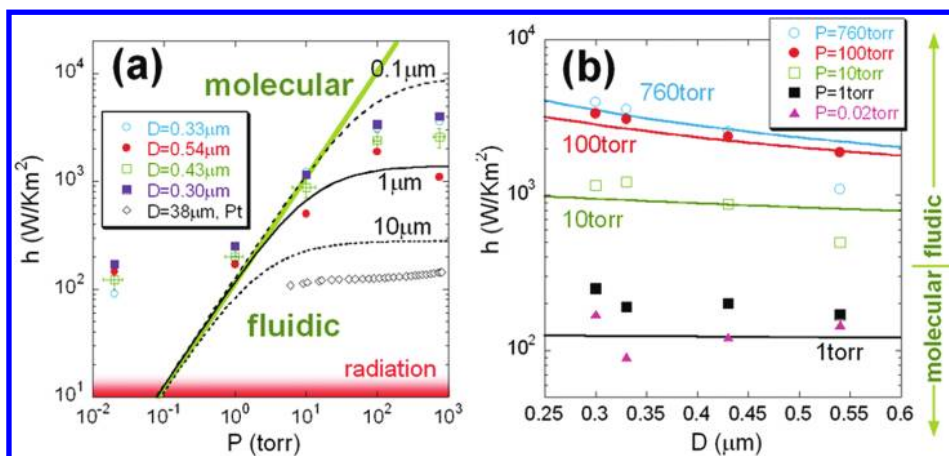 (a)
molecular
0.1μm
D=0.33μm
D=0.54μm
D=0.43μm
D=0.30μm
D=38μm, Pt
1μm
10μm
fluidic
radiation
h (W/Km²)
10⁴
10³
10²
10¹
10⁻²
10⁻¹
10⁰
10¹
10²
10³
P (torr)
(b)
P=760torr
P=100torr
P=10torr
P=1torr
P=0.02torr
760torr
100torr
10torr
1torr
h (W/Km²)
10⁴
10³
10²
0.25
0.3
0.35
0.4
0.45
0.5
0.55
0.6
D (μm)
molecular
fludic